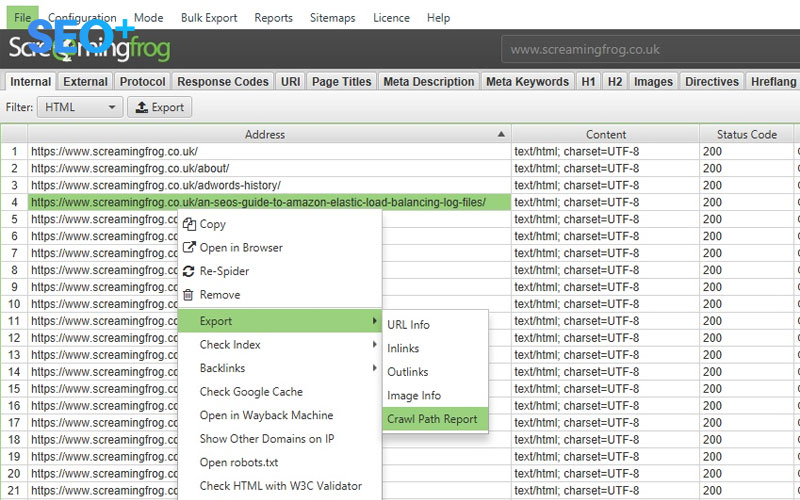 File Configuration Mode Bulk Export Reports Sitemaps Licence Help
SEO+
Screamingfrog
www.screamingfrog.co.uk
Internal External Protocol Response Codes URI Page Titles Meta Description Meta Keywords H1 H2 Images Directives Hreflang
Filter: HTML Export
Address Content Status Code
1 https://www.screamingfrog.co.uk/ text/html; charset=UTF-8 200
2 https://www.screamingfrog.co.uk/about/ text/html; charset=UTF-8 200
3 https://www.screamingfrog.co.uk/adwords-history/ text/html; charset=UTF-8 200
4 https://www.screamingfrog.co.uk/an-seos-guide-to-amazon-elastic-load-balancing-log-files/ text/html; charset=UTF-8 200
5 https://www.screamingfrog.co text/html; charset=UTF-8 200
6 https://www.screamingfrog.co text/html; charset=UTF-8 200
7 https://www.screamingfrog.co text/html; charset=UTF-8 200
8 https://www.screamingfrog.co text/html; charset=UTF-8 200
9 https://www.screamingfrog.co text/html; charset=UTF-8 200
10 https://www.screamingfrog.co text/html; charset=UTF-8 200
11 https://www.screamingfrog.co text/html; charset=UTF-8 200
12 https://www.screamingfrog.co text/html; charset=UTF-8 200
13 https://www.screamingfrog.co text/html; charset=UTF-8 200
14 https://www.screamingfrog.co text/html; charset=UTF-8 200
15 https://www.screamingfrog.co text/html; charset=UTF-8 200
16 https://www.screamingfrog.co text/html; charset=UTF-8 200
17 https://www.screamingfrog.co text/html; charset=UTF-8 200
18 https://www.screamingfrog.co text/html; charset=UTF-8 200
19 https://www.screamingfrog.co text/html; charset=UTF-8 200
20 https://www.screamingfrog.co text/html; charset=UTF-8 200
21 https://www.screamingfrog.co text/html; charset=UTF-8 200
Copy
Open in Browser
Re-Spider
Remove
Export
Check Index
Backlinks
Check Google Cache
Open in Wayback Machine
Show Other Domains on IP
Open robots.txt
Check HTML with W3C Validator
URL Info
Inlinks
Outlinks
Image Info
Crawl Path Report